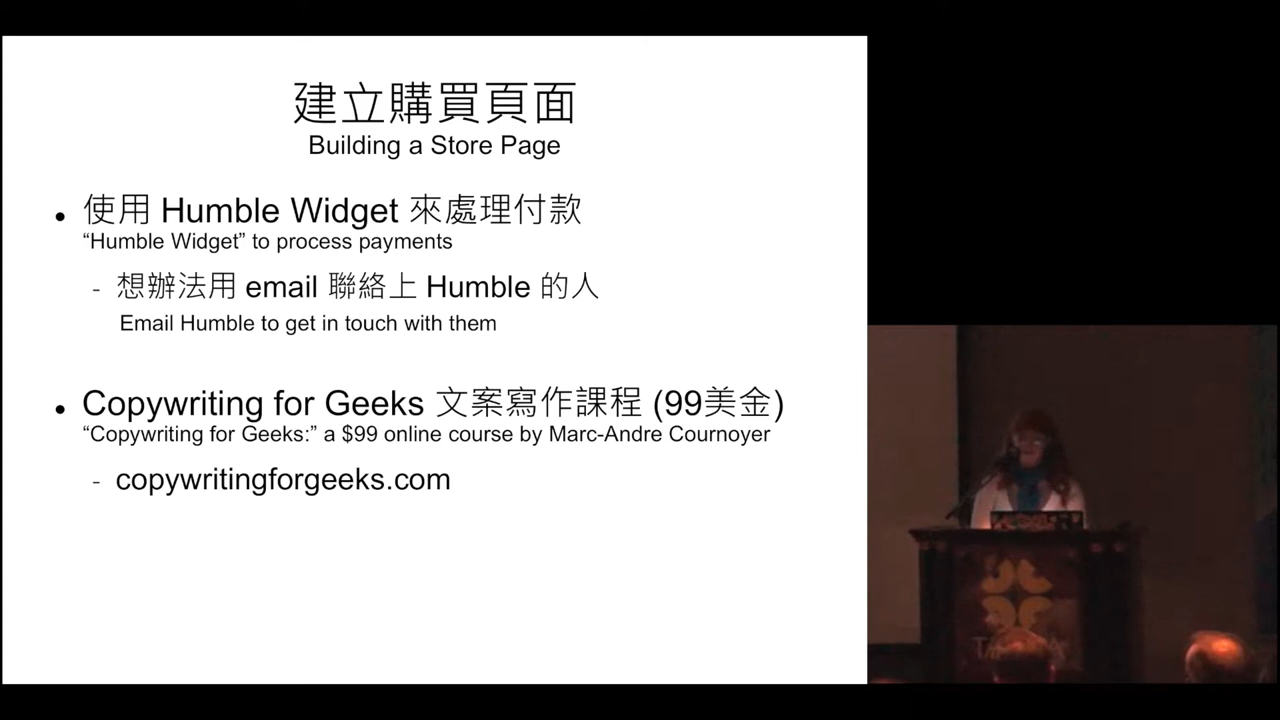 建立購買頁面
Building a Store Page
• 使用 Humble Widget 來處理付款
“Humble Widget” to process payments
- 想辦法用 email 聯絡上 Humble 的人
Email Humble to get in touch with them
• Copywriting for Geeks 文案寫作課程 (99美金)
“Copywriting for Geeks:” a $99 online course by Marc-Andre Cournoyer
- copywritingforgeeks.com